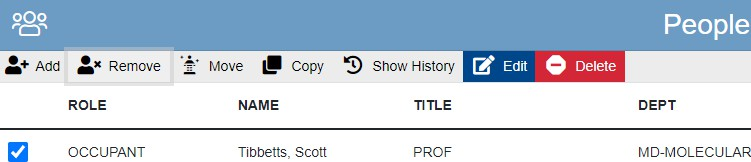 People
Add Remove Move Copy Show History Edit Delete
ROLE NAME TITLE DEPT
OCCUPANT Tibbetts, Scott PROF MD-MOLECULAR